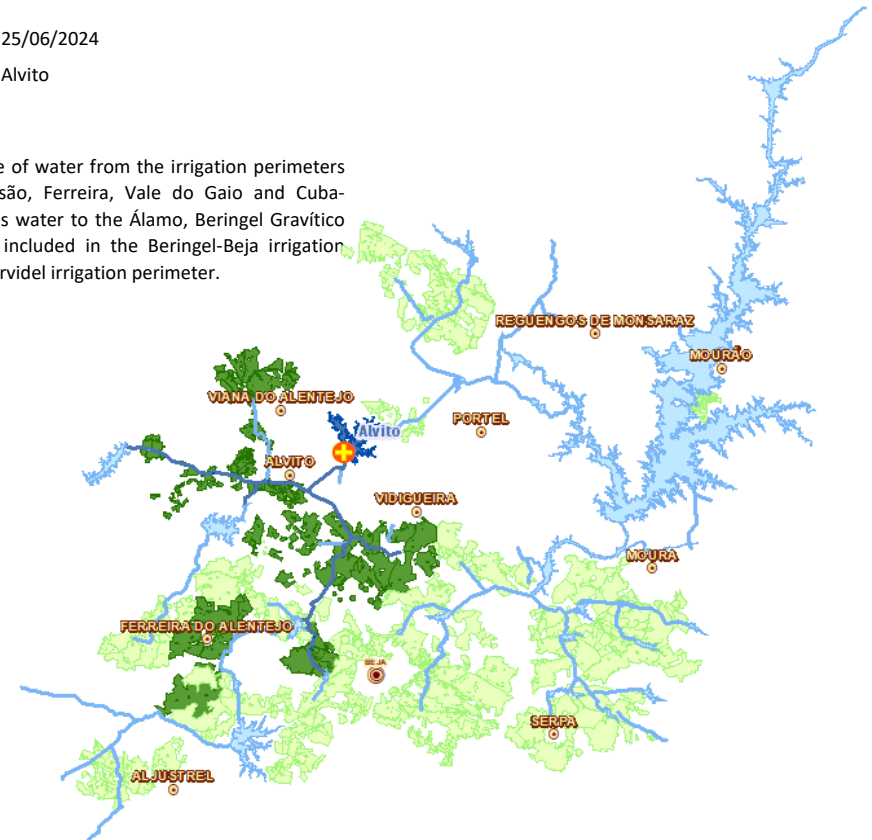 25/06/2024
Alvito
e of water from the irrigation perimeters
são, Ferreira, Vale do Gaio and Cuba-
s water to the Álamo, Beringel Gravítico
included in the Beringel-Beja irrigation
rvidel irrigation perimeter.
REGUENGOS DE MONSARAZ
MOURÃO
VIANA DO ALENTEJO
PORTEL
Alvito
ALVITO
VIDIGUEIRA
MOURA
FERREIRA DO ALENTEJO
BEJA
SERPA
ALJUSTREL